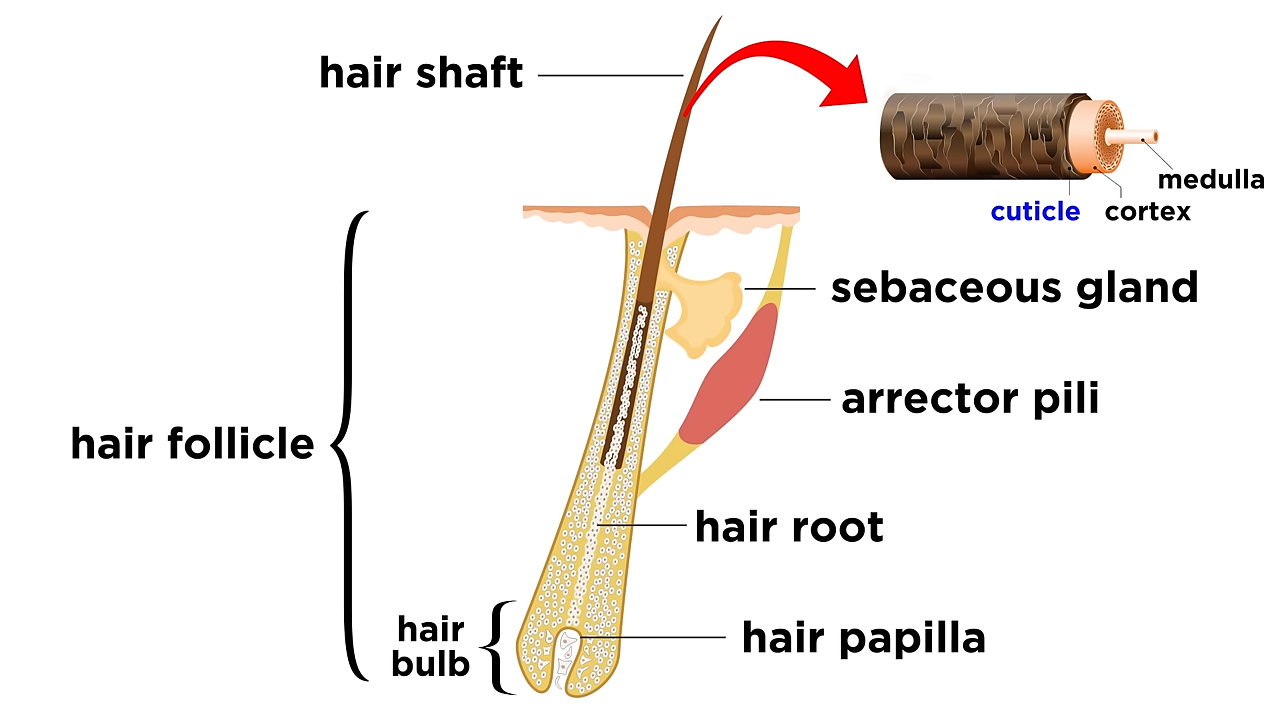 hair shaft
medulla
cuticle
cortex
sebaceous gland
arrector pili
hair follicle
hair root
hair
bulb
hair papilla